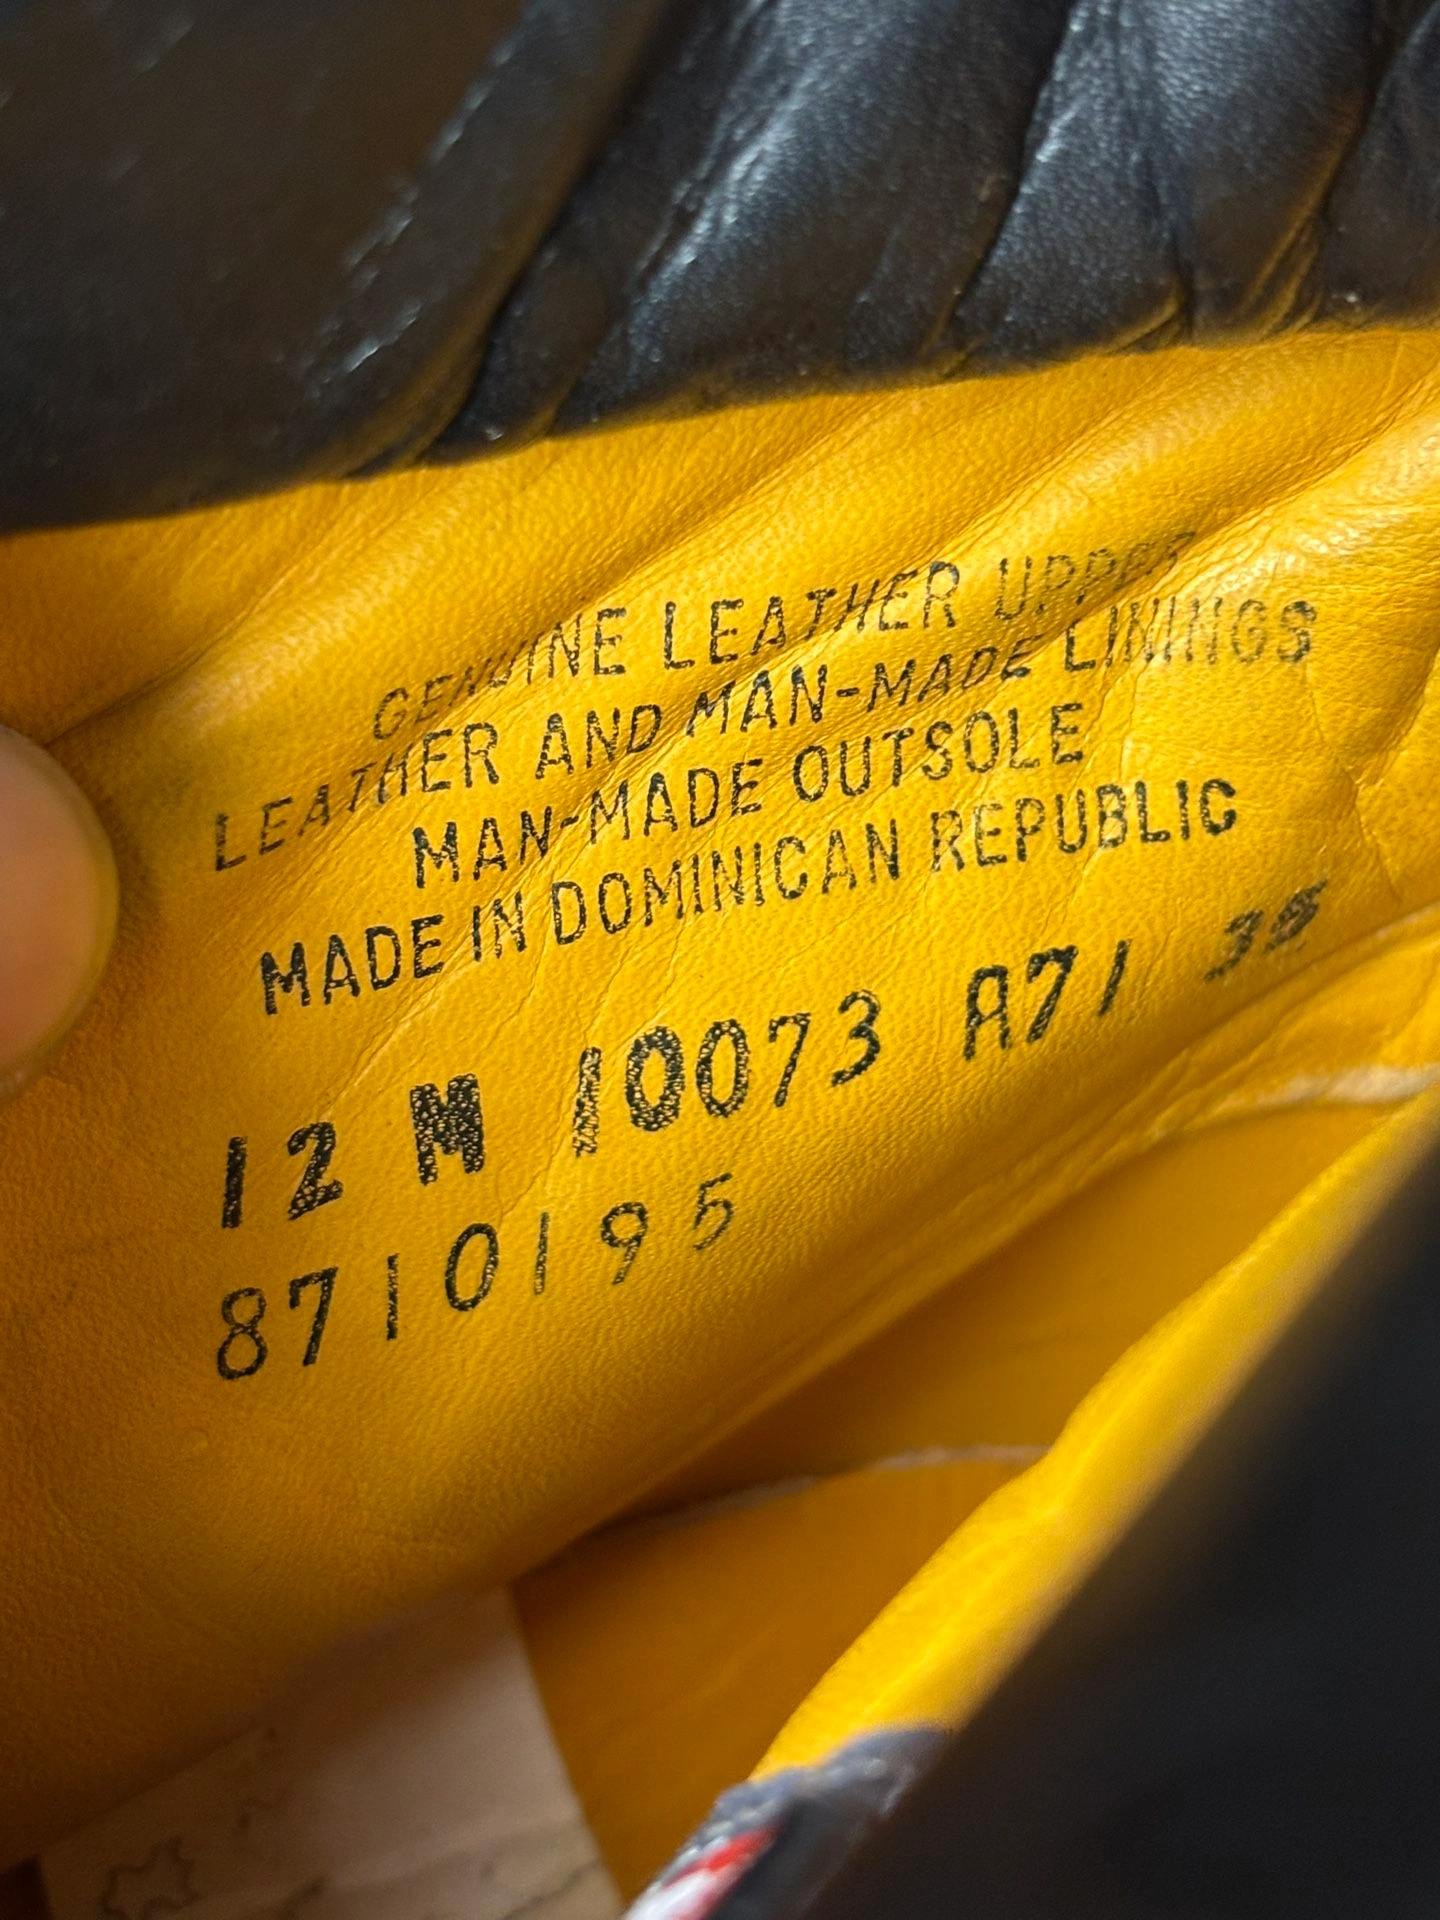 GENUINE LEATHER UPPER
LEATHER AND MAN-MADE LININGS
MAN-MADE OUTSOLE
MADE IN DOMINICAN REPUBLIC
12 M 10073 A71
8710195